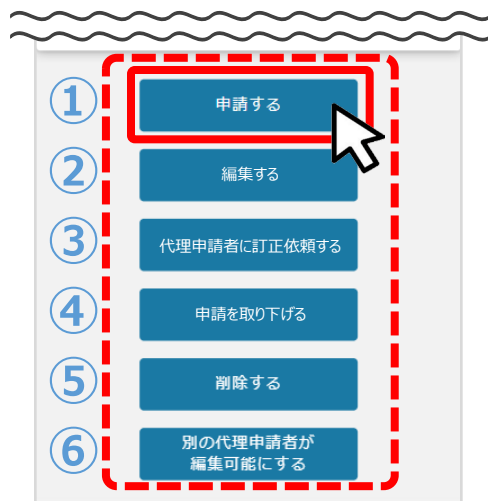 ① 申請する
② 編集する
③ 代理申請者に訂正依頼する
④ 申請を取り下げる
⑤ 削除する
⑥ 別の代理申請者が
編集可能にする